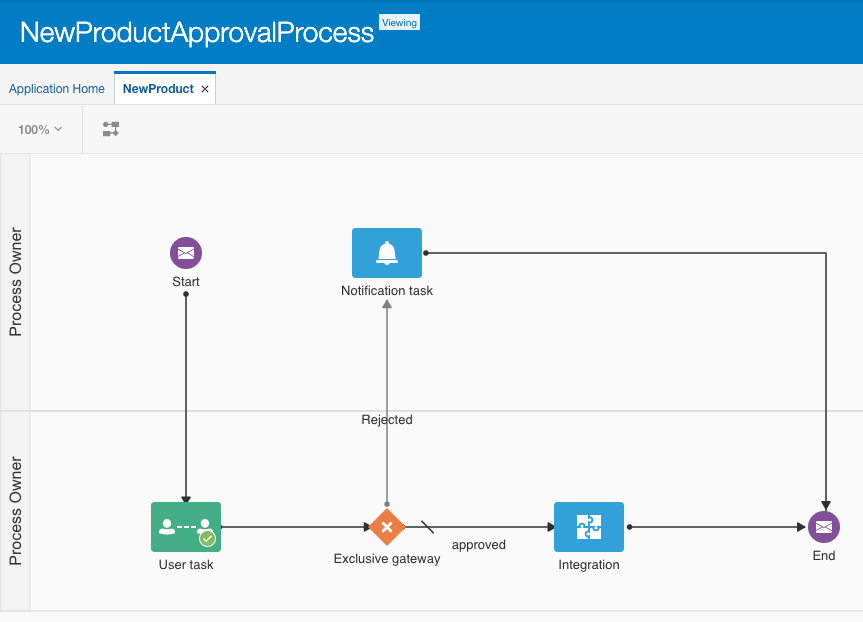 NewProductApprovalProcess
Viewing
Application Home
NewProduct ×
100%
Process Owner
Start
Notification task
Rejected
Process Owner
User task
Exclusive gateway
approved
Integration
End